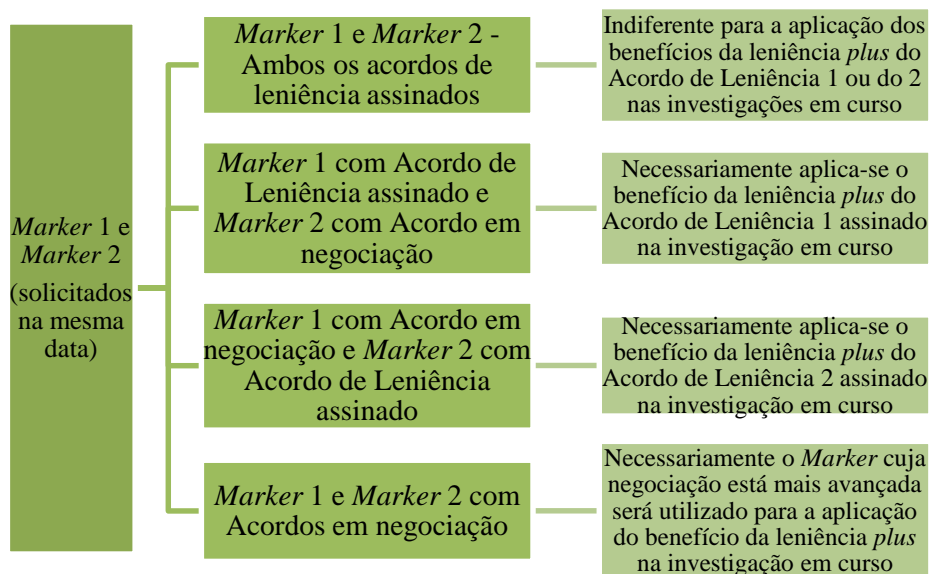 Marker 1 e
Marker 2
(solicitados
na mesma
data)
Marker 1 e Marker 2 -
Ambos os acordos de
leniência assinados
Indiferente para a aplicação dos
benefícios da leniência plus do
Acordo de Leniência 1 ou do 2
nas investigações em curso
Marker 1 com Acordo de
Leniência assinado e
Marker 2 com Acordo em
negociação
Necessariamente aplica-se o
benefício da leniência plus do
Acordo de Leniência 1 assinado
na investigação em curso
Marker 1 com Acordo em
negociação e Marker 2 com
Acordo de Leniência
assinado
Necessariamente aplica-se o
benefício da leniência plus do
Acordo de Leniência 2 assinado
na investigação em curso
Marker 1 e Marker 2 com
Acordos em negociação
Necessariamente o Marker cuja
negociação está mais avançada
será utilizado para a aplicação
do benefício da leniência plus
na investigação em curso